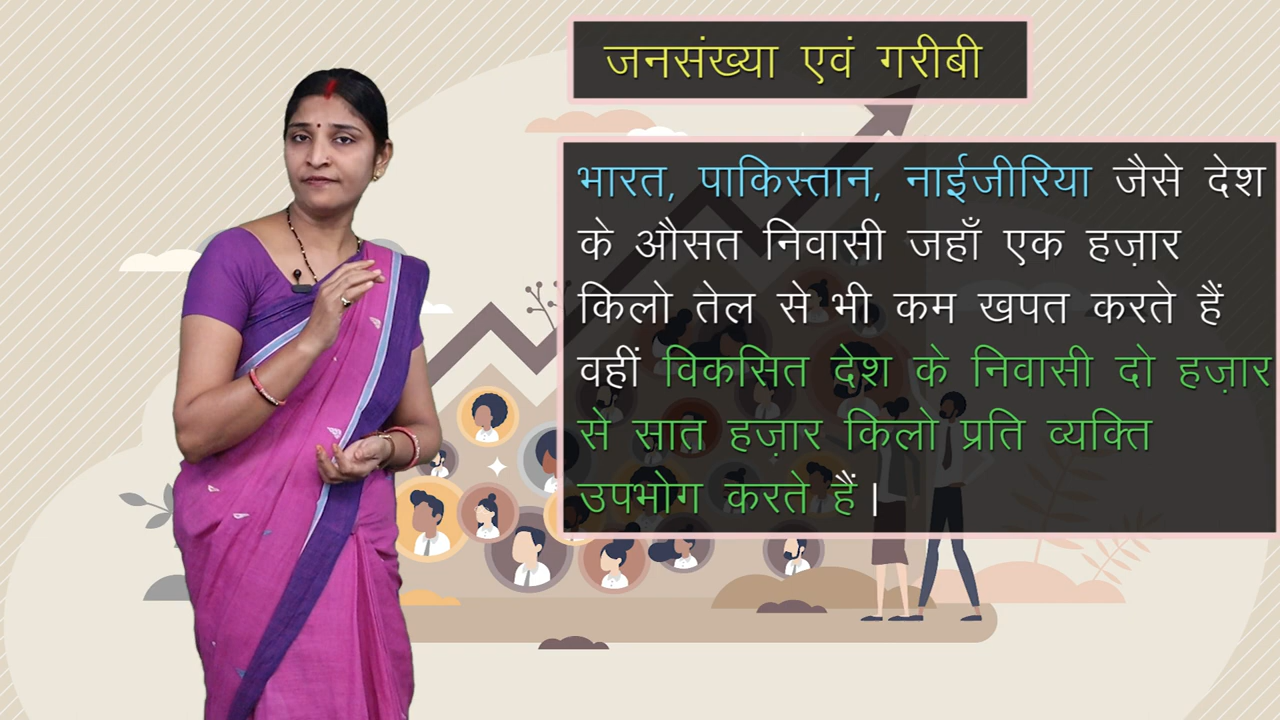 जनसंख्या एवं गरीबी
भारत, पाकिस्तान, नाईजीरिया जैसे देश
के औसत निवासी जहाँ एक हज़ार
किलो तेल से भी कम खपत करते हैं
वहीं विकसित देश के निवासी दो हज़ार
से सात हज़ार किलो प्रति व्यक्ति
उपभोग करते हैं।